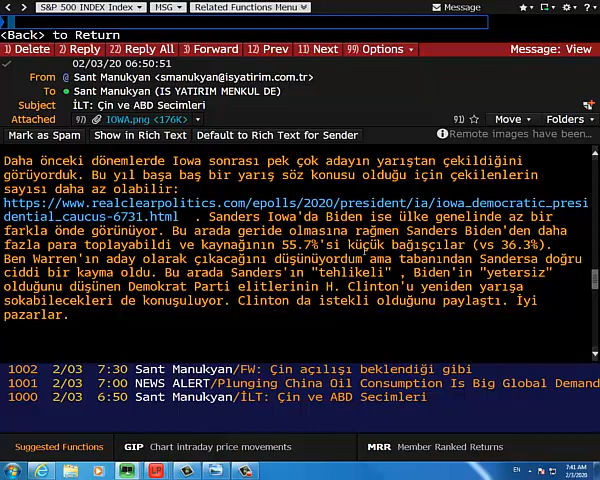 S&P 500 INDEX Index
MSG
Related Functions Menu
Message
<Back> to Return
1) Delete 2) Reply 22) Reply All 3) Forward 12) Prev 11) Next 99) Options Message: View
02/03/20 06:50:51
From @ Sant Manukyan <smanukyan@isyatirim.com.tr>
To Sant Manukyan (IS YATIRIM MENKUL DE)
Subject İLT: Çin ve ABD Secimleri
Attached 97) IOWA.png <176K> 91) Move Folders
Mark as Spam Show in Rich Text Default to Rich Text for Sender Remote images have been...
Daha önceki dönemlerde Iowa sonrası pek çok adayın yarıştan çekildiğini
görüyorduk. Bu yıl başa baş bir yarış söz konusu olduğu için çekilenlerin
sayısı daha az olabilir:
https://www.realclearpolitics.com/epolls/2020/president/ia/iowa_democratic_presi
dential_caucus-6731.html . Sanders Iowa'da Biden ise ülke genelinde az bir
farkla önde görünüyor. Bu arada geride olmasına rağmen Sanders Biden'den daha
fazla para toplayabildi ve kaynağının 55.7%'si küçük bağışçılar (vs 36.3%).
Ben Warren'ın aday olarak çıkacağını düşünüyordum ama tabanından Sandersa doğru
ciddi bir kayma oldu. Bu arada Sanders'ın "tehlikeli" , Biden'in "yetersiz"
olduğunu düşünen Demokrat Parti elitlerinin H. Clinton'u yeniden yarışa
sokabilecekleri de konuşuluyor. Clinton da istekli olduğunu paylaştı. İyi
pazarlar.
1002 2/03 7:30 Sant Manukyan/FW: Çin açılışı beklendiği gibi
1001 2/03 7:00 NEWS ALERT/Plunging China Oil Consumption Is Big Global Demand
1000 2/03 6:50 Sant Manukyan/İLT: Çin ve ABD Secimleri
Suggested Functions GIP Chart intraday price movements MRR Member Ranked Returns
EN 7:41 AM
2/3/2020